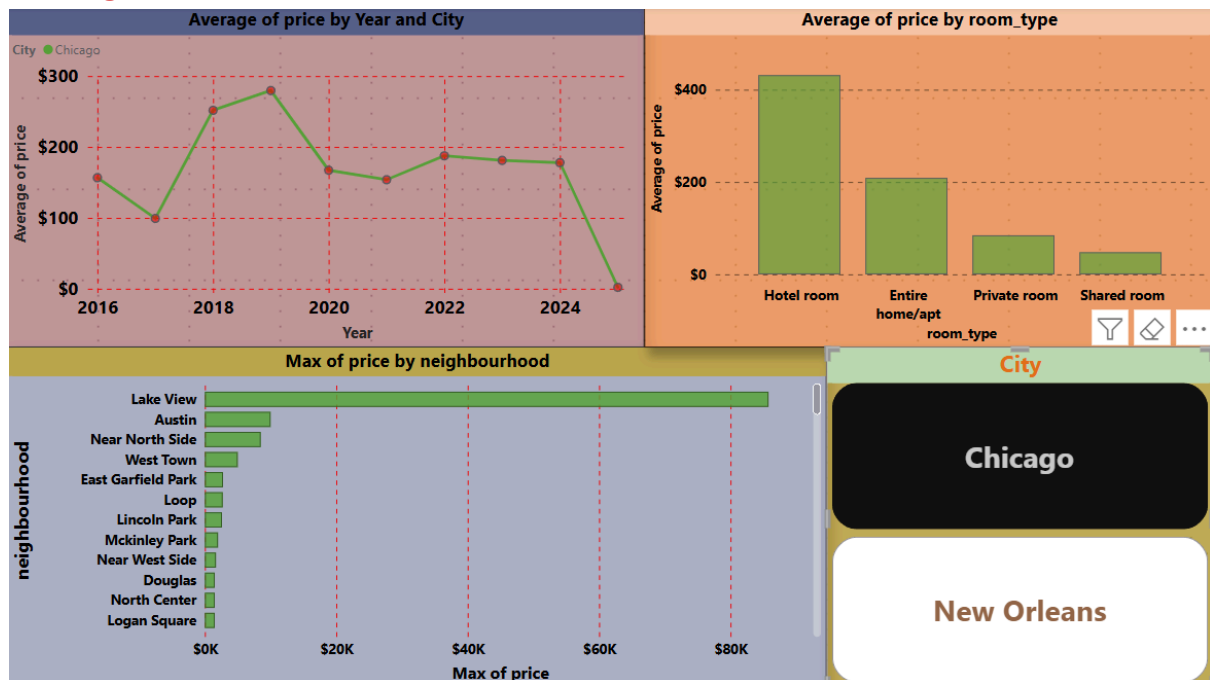 Average of price by Year and City
City Chicago
$300
$200
$100
$0
Average of price
2016 2018 2020 2022 2024
Year
Average of price by room_type
$400
$200
$0
Average of price
Hotel room Entire home/apt Private room Shared room
room_type
Max of price by neighbourhood
neighbourhood
Lake View
Austin
Near North Side
West Town
East Garfield Park
Loop
Lincoln Park
Mckinley Park
Near West Side
Douglas
North Center
Logan Square
$0K $20K $40K $60K $80K
Max of price
City
Chicago
New Orleans